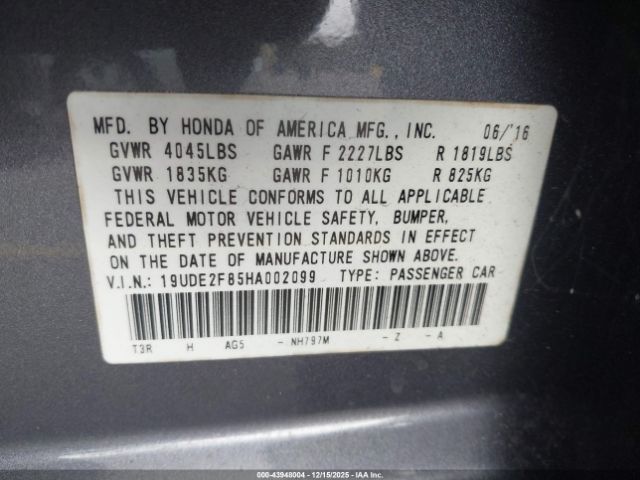 MFD. BY HONDA OF AMERICA MFG., INC. 06/'16
GVWR 4045LBS GAWR F 2227LBS R 1819LBS
GVWR 1835KG GAWR F 1010KG R 825KG
THIS VEHICLE CONFORMS TO ALL APPLICABLE
FEDERAL MOTOR VEHICLE SAFETY, BUMPER,
AND THEFT PREVENTION STANDARDS IN EFFECT
ON THE DATE OF MANUFACTURE SHOWN ABOVE.
V.I.N.: 19UDE2F85HA002099 TYPE: PASSENGER CAR
T3R H AG5 - NH797M - Z - A
000-43948004 | 12/15/2025 | IAA Inc.